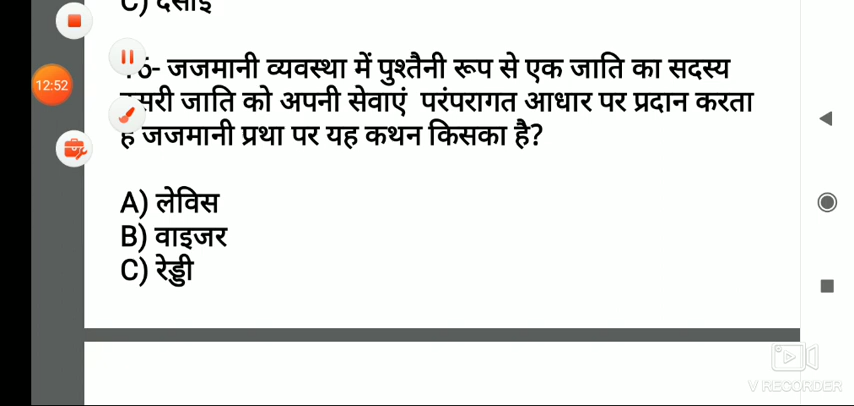 C) देसाई
6- जजमानी व्यवस्था में पुश्तैनी रूप से एक जाति का सदस्य
जाति को अपनी सेवाएं परंपरागत आधार पर प्रदान करता
है जजमानी प्रथा पर यह कथन किसका है?
A) लेविस
B) वाइजर
C) रेड्डी
12:52
V RECORDER